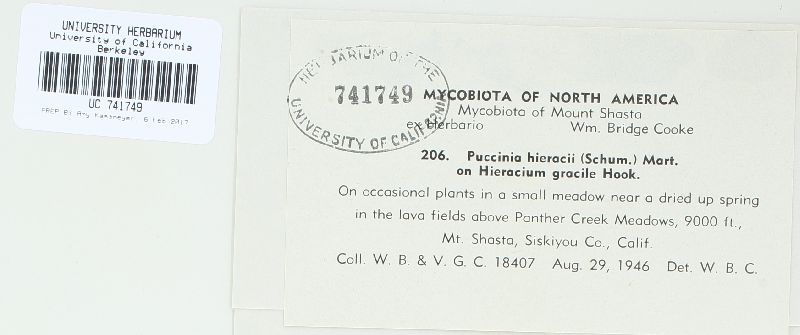 UNIVERSITY HERBARIUM
University of California
Berkeley
UC 741749
PREP BY Amy Kasameyer, 6 Feb 2017
HERBARIUM OF THE
741749
UNIVERSITY OF CALIFORNIA
MYCOBIOTA OF NORTH AMERICA
Mycobiota of Mount Shasta
ex Herbario Wm. Bridge Cooke
206. Puccinia hieracii (Schum.) Mart.
on Hieracium gracile Hook.
On occasional plants in a small meadow near a dried up spring
in the lava fields above Panther Creek Meadows, 9000 ft.,
Mt. Shasta, Siskiyou Co., Calif.
Coll. W. B. & V. G. C. 18407 Aug. 29, 1946 Det. W. B. C.